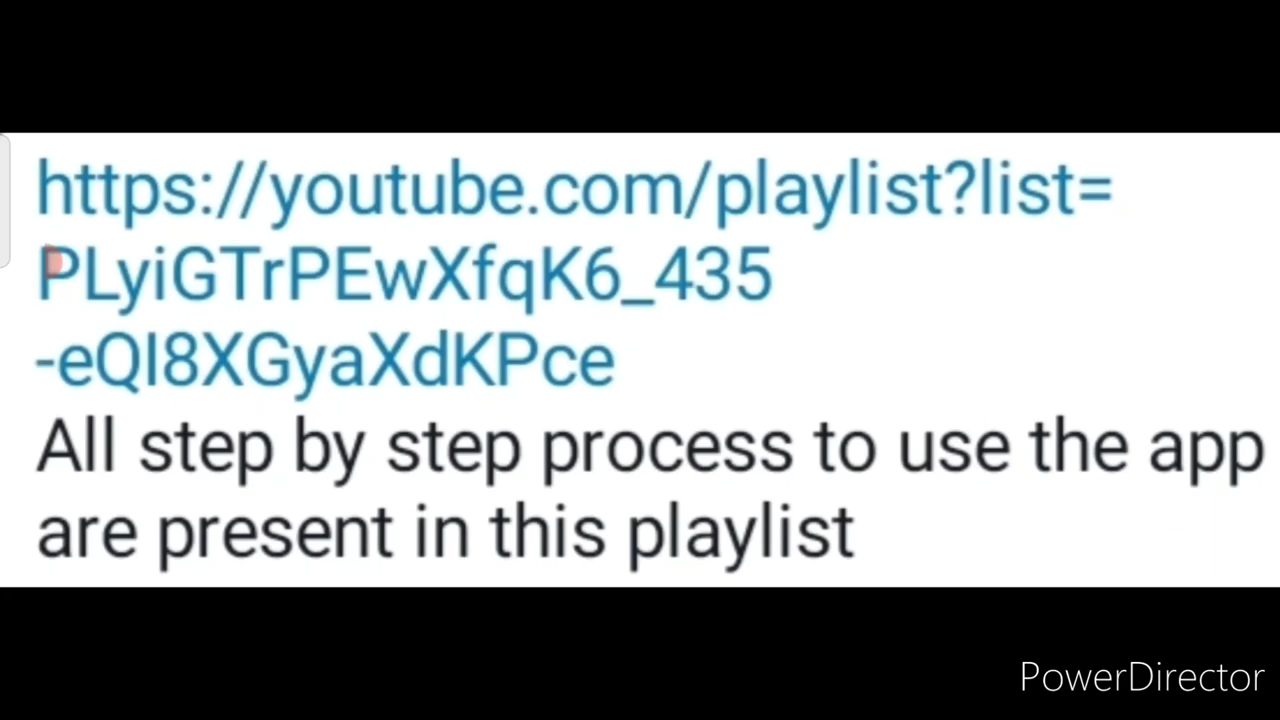 https://youtube.com/playlist?list=
PLyiGTrPEwXfqK6_435
-eQI8XGyaXdKPce
All step by step process to use the app
are present in this playlist
PowerDirector